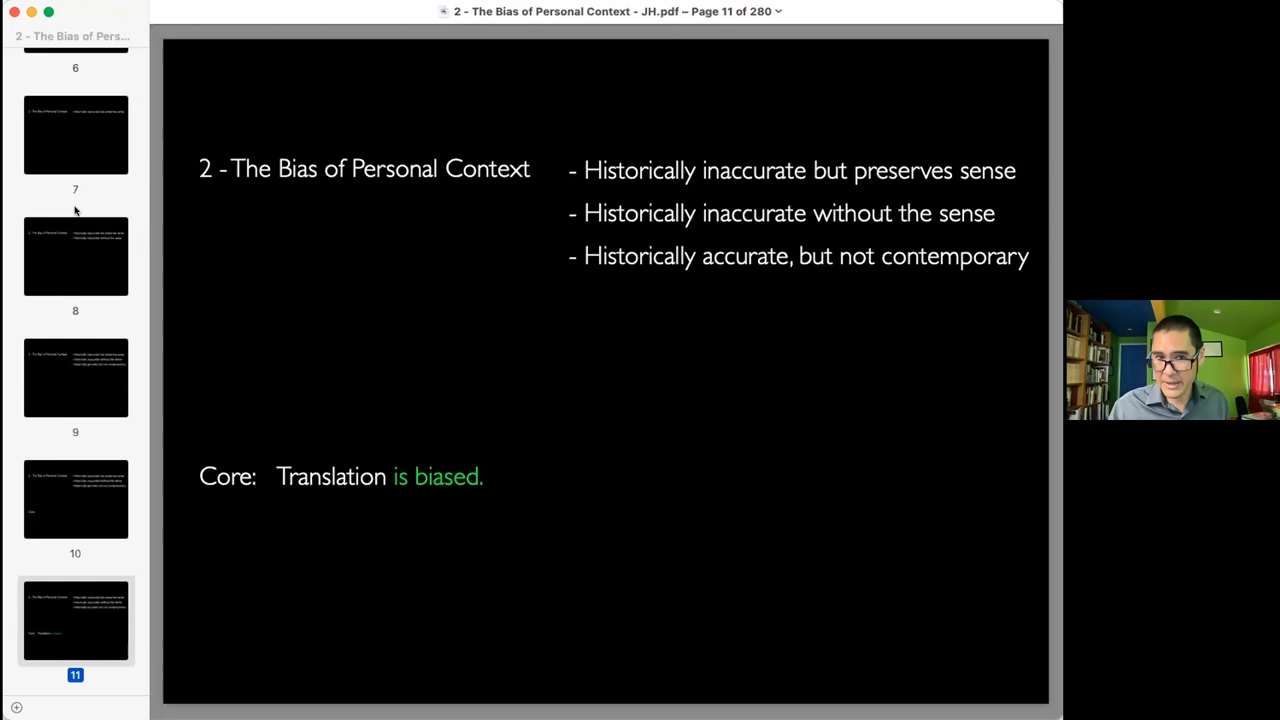 2 - The Bias of Personal Context - JH.pdf – Page 11 of 280
2 - The Bias of Pers...
6
7
8
9
10
11
2 - The Bias of Personal Context
- Historically inaccurate but preserves sense
- Historically inaccurate without the sense
- Historically accurate, but not contemporary
Core: Translation is biased.